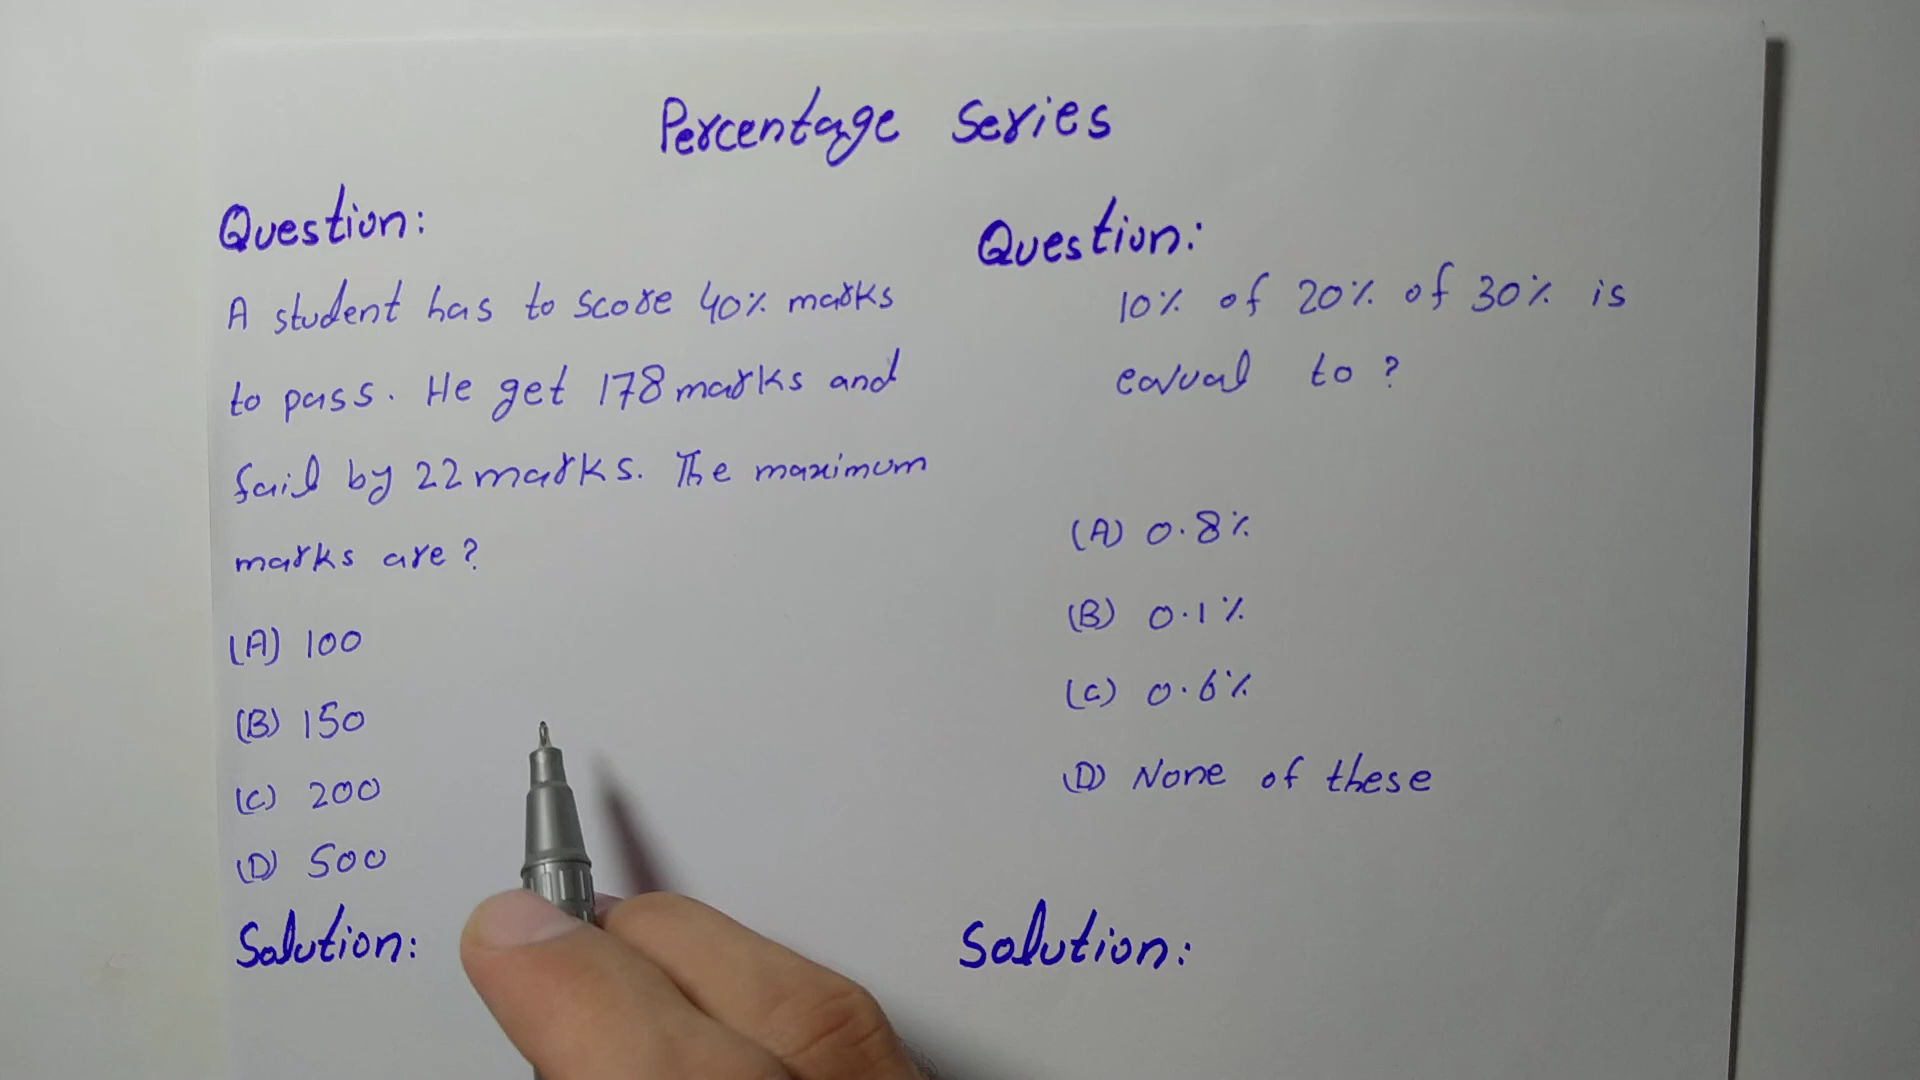 Percentage Series
Question:
A student has to score 40% marks
to pass. He get 178 marks and
fail by 22 marks. The maximum
marks are?
(A) 100
(B) 150
(C) 200
(D) 500
Solution:
Question:
10% of 20% of 30% is
equal to ?
(A) 0.8%
(B) 0.1%
(C) 0.6%
(D) None of these
Solution: